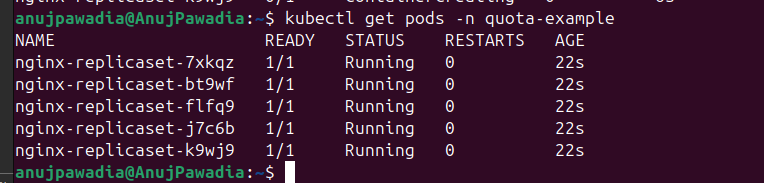 anujpawadia@AnujPawadia:~$ kubectl get pods -n quota-example
NAME                     READY   STATUS    RESTARTS   AGE
nginx-replicaset-7xkqz   1/1     Running   0          22s
nginx-replicaset-bt9wf   1/1     Running   0          22s
nginx-replicaset-flfq9   1/1     Running   0          22s
nginx-replicaset-j7c6b   1/1     Running   0          22s
nginx-replicaset-k9wj9   1/1     Running   0          22s
anujpawadia@AnujPawadia:~$